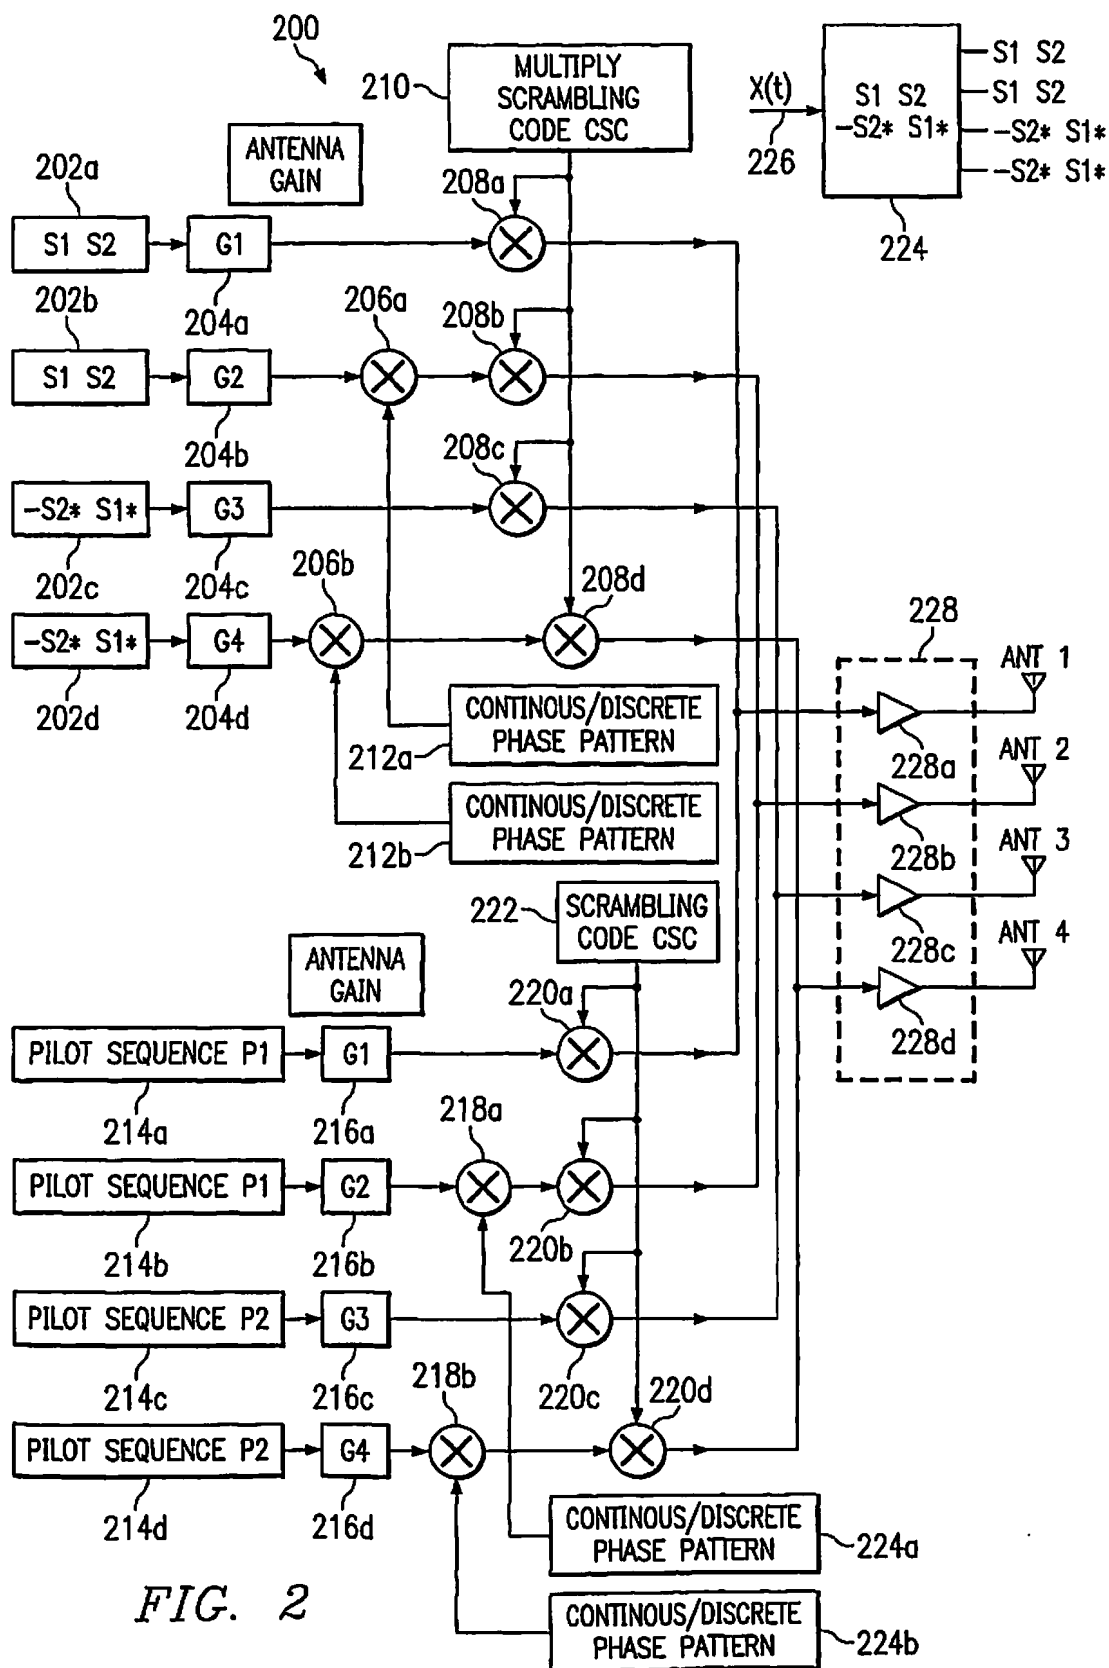 200
210
MULTIPLY
SCRAMBLING
CODE CSC
X(t)
226
S1 S2
-S2* S1*
S1 S2
S1 S2
-S2* S1*
-S2* S1*
224
ANTENNA
GAIN
202a
S1 S2
G1
204a
208a
202b
S1 S2
G2
204b
206a
208b
-S2* S1*
202c
G3
204c
208c
206b
208d
-S2* S1*
202d
G4
204d
CONTINOUS/DISCRETE
PHASE PATTERN
212a
CONTINOUS/DISCRETE
PHASE PATTERN
212b
228
ANT 1
228a
ANT 2
228b
ANT 3
228c
ANT 4
228d
222
SCRAMBLING
CODE CSC
ANTENNA
GAIN
220a
PILOT SEQUENCE P1
214a
G1
216a
218a
PILOT SEQUENCE P1
214b
G2
216b
220b
PILOT SEQUENCE P2
214c
G3
216c
220c
218b
220d
PILOT SEQUENCE P2
214d
G4
216d
CONTINOUS/DISCRETE
PHASE PATTERN
224a
CONTINOUS/DISCRETE
PHASE PATTERN
224b
FIG. 2